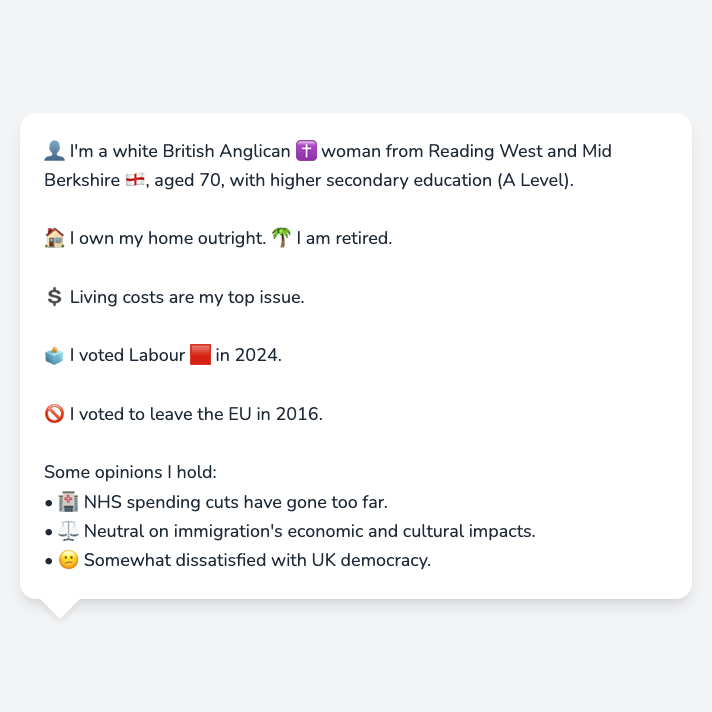 👤 I'm a white British Anglican ✝️ woman from Reading West and Mid
Berkshire 🏴󠁧󠁢󠁥󠁮󠁧󠁿, aged 70, with higher secondary education (A Level).
🏠 I own my home outright. 🌴 I am retired.
💲 Living costs are my top issue.
🗳️ I voted Labour 🟥 in 2024.
🚫 I voted to leave the EU in 2016.
Some opinions I hold:
• 🏥 NHS spending cuts have gone too far.
• ⚖️ Neutral on immigration's economic and cultural impacts.
• 😕 Somewhat dissatisfied with UK democracy.